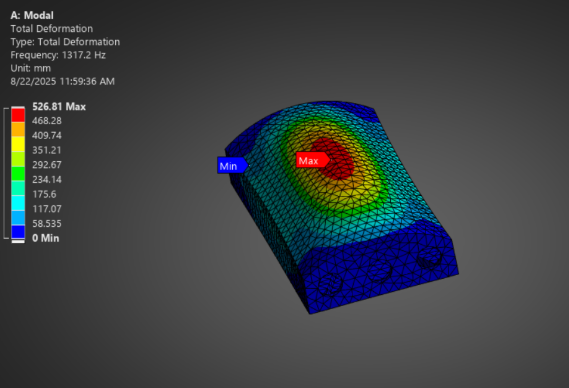 A: Modal
Total Deformation
Type: Total Deformation
Frequency: 1317.2 Hz
Unit: mm
8/22/2025 11:59:36 AM
526.81 Max
468.28
409.74
351.21
292.67
234.14
175.6
117.07
58.535
0 Min
Min
Max